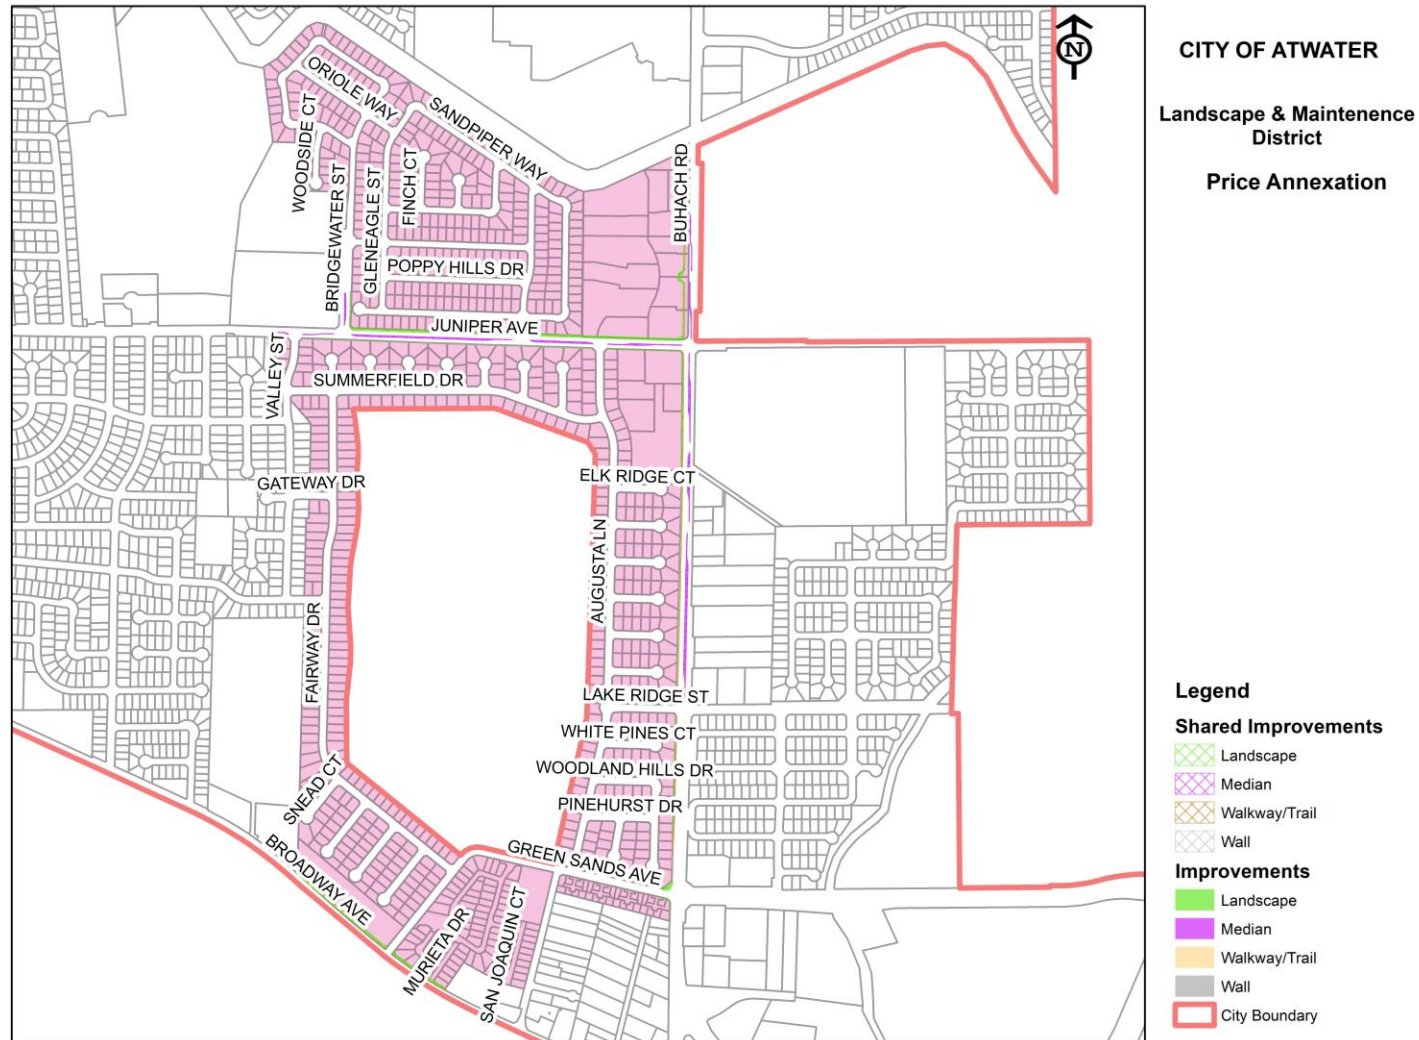 CITY OF ATWATER
Landscape & Maintenence
District
Price Annexation
N
ORIOLE WAY
SANDPIPER WAY
WOODSIDE CT
BRIDGEWATER ST
GLENEAGLE ST
FINCH CT
BUHACH RD
POPPY HILLS DR
JUNIPER AVE
VALLEY ST
SUMMERFIELD DR
GATEWAY DR
ELK RIDGE CT
AUGUSTA LN
FAIRWAY DR
LAKE RIDGE ST
WHITE PINES CT
WOODLAND HILLS DR
PINEHURST DR
SNEAD CT
GREEN SANDS AVE
BROADWAY AVE
MURIETA DR
SAN JOAQUIN CT
Legend
Shared Improvements
Landscape
Median
Walkway/Trail
Wall
Improvements
Landscape
Median
Walkway/Trail
Wall
City Boundary